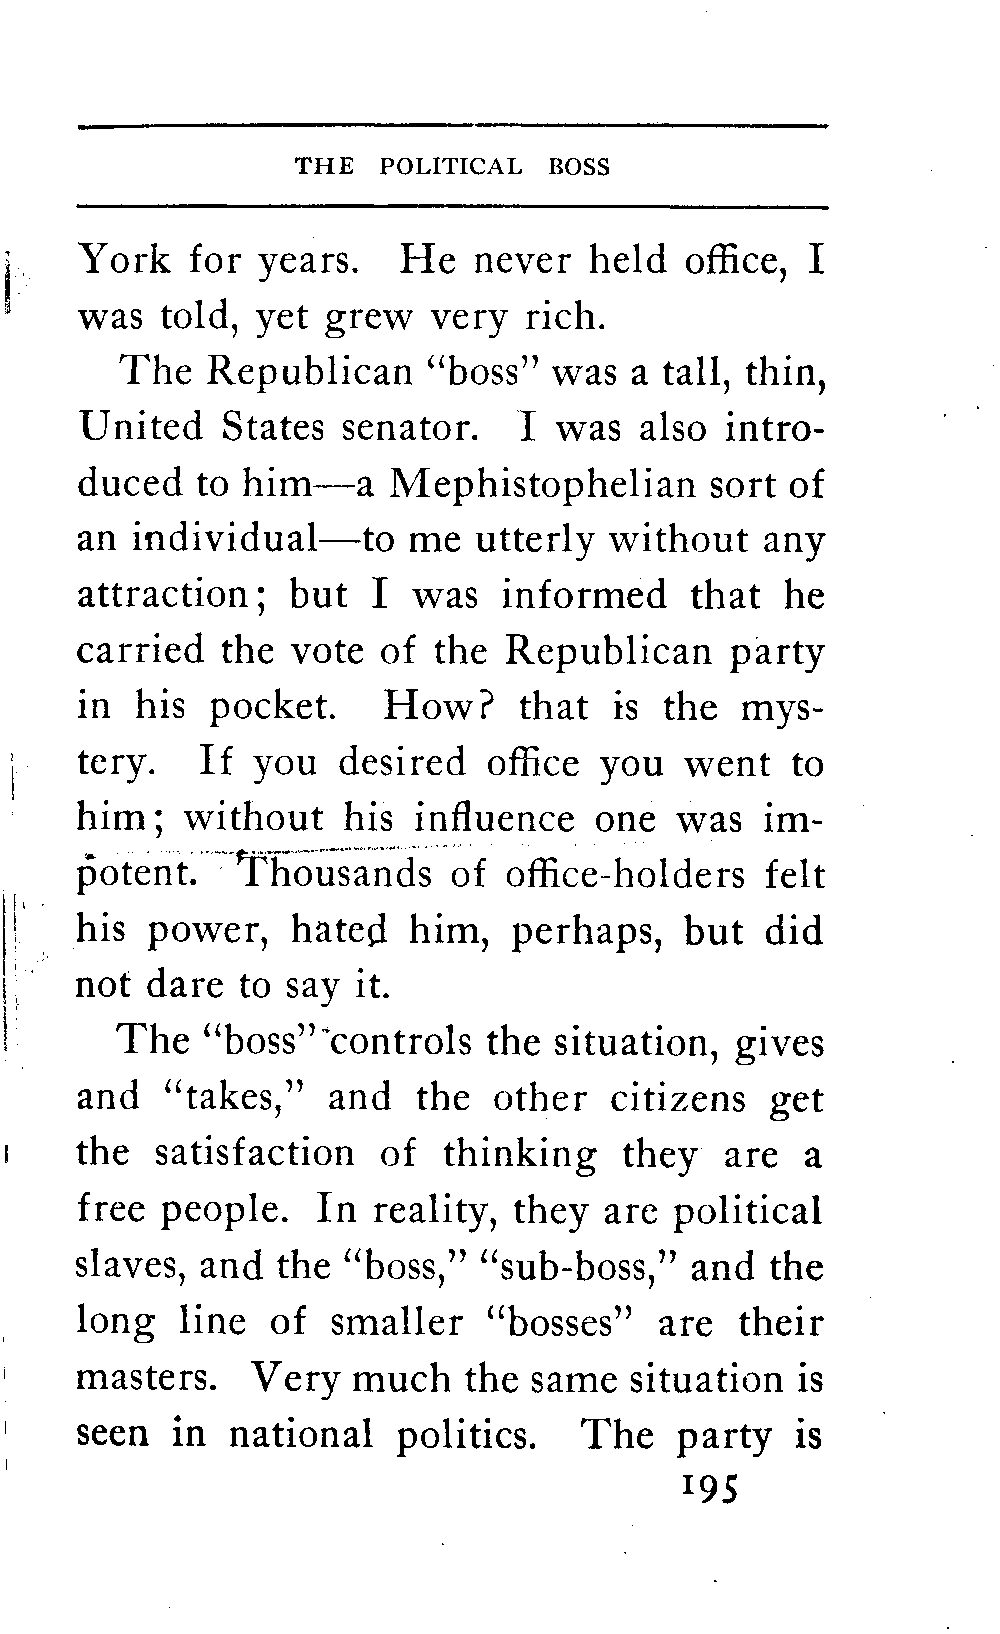 THE POLITICAL BOSS
York for years. He never held office, I
was told, yet grew very rich.
The Republican “boss” was a tall, thin,
United States senator. I was also intro-
duced to him—a Mephistophelian sort of
an individual—to me utterly without any
attraction; but I was informed that he
carried the vote of the Republican party
in his pocket. How? that is the mys-
tery. If you desired office you went to
him; without his influence one was im-
potent. Thousands of office-holders felt
his power, hated him, perhaps, but did
not dare to say it.
The “boss” controls the situation, gives
and “takes,” and the other citizens get
the satisfaction of thinking they are a
free people. In reality, they are political
slaves, and the “boss,” “sub-boss,” and the
long line of smaller “bosses” are their
masters. Very much the same situation is
seen in national politics. The party is
195